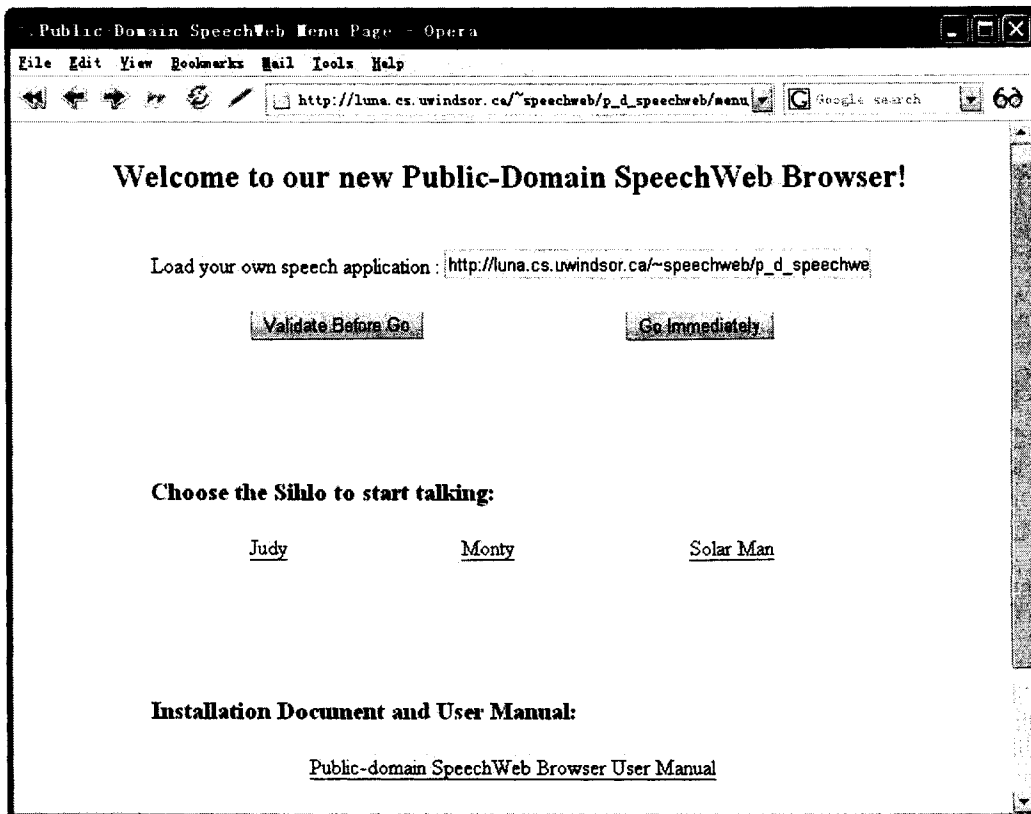 Public-Domain SpeechWeb Menu Page - Opera
File Edit View Bookmarks Mail Tools Help
http://luna.cs.uwindsor.ca/~speechweb/p_d_speechweb/menu Google search
Welcome to our new Public-Domain SpeechWeb Browser!
Load your own speech application : http://luna.cs.uwindsor.ca/~speechweb/p_d_speechwe
Validate Before Go Go Immediately
Choose the Sihlo to start talking:
Judy Monty Solar Man
Installation Document and User Manual:
Public-domain SpeechWeb Browser User Manual